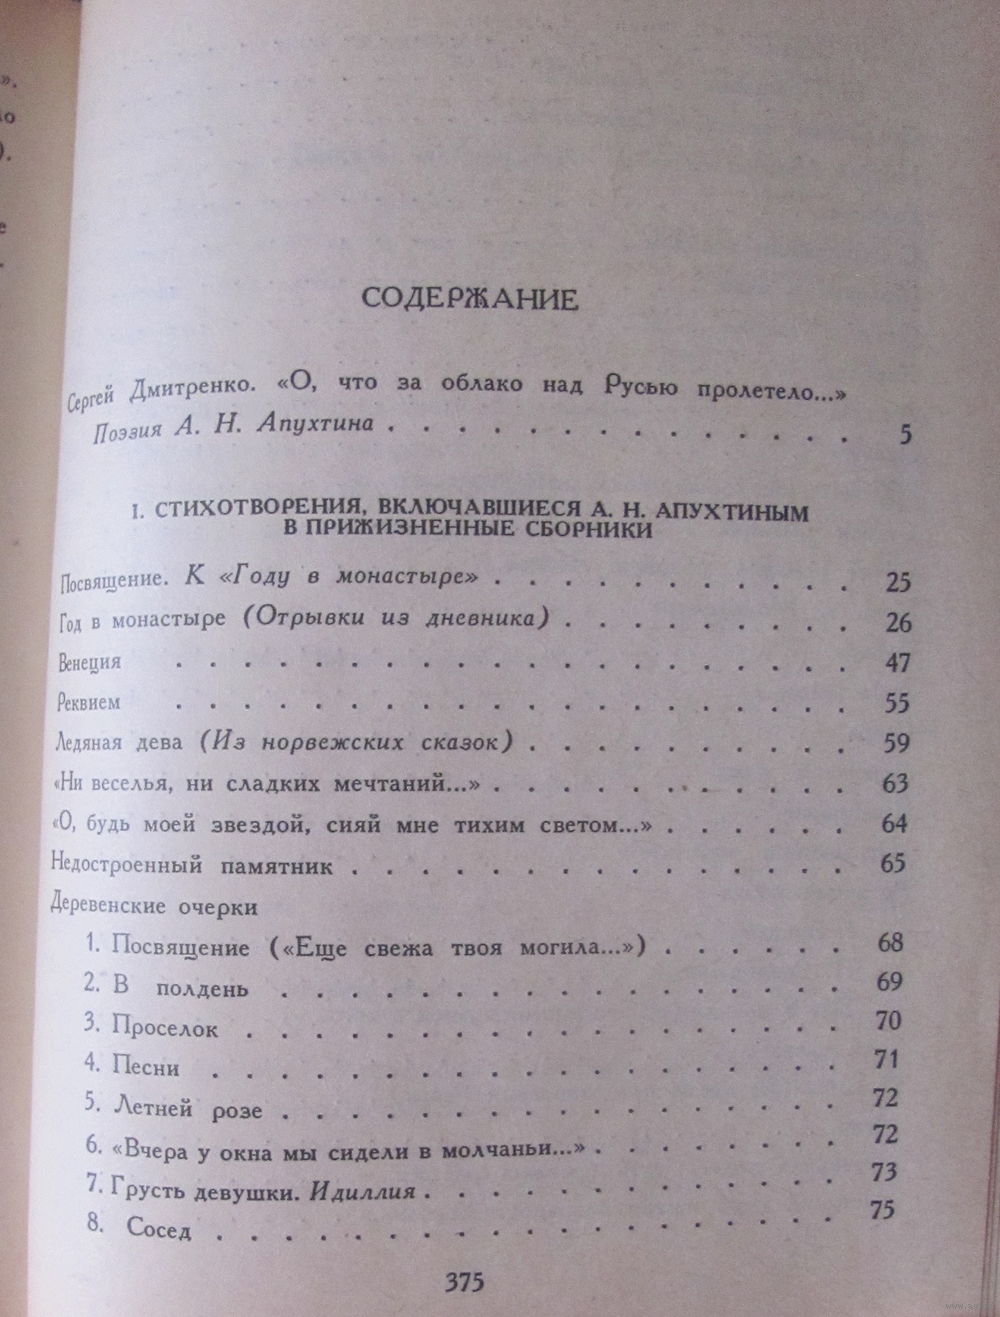 СОДЕРЖАНИЕ
Сергей Дмитренко. «О, что за облако над Русью пролетело...»
Поэзия А. Н. Апухтина . . . . . . . . . . . . . . 5
I. СТИХОТВОРЕНИЯ, ВКЛЮЧАВШИЕСЯ А. Н. АПУХТИНЫМ
В ПРИЖИЗНЕННЫЕ СБОРНИКИ
Посвящение. К «Году в монастыре» . . . . . . . . . . 25
Год в монастыре (Отрывки из дневника) . . . . . . . . . 26
Венеция . . . . . . . . . . . . . . . . . . . . 47
Реквием . . . . . . . . . . . . . . . . . . . . 55
Ледяная дева (Из норвежских сказок) . . . . . . . . . . 59
«Ни веселья, ни сладких мечтаний...» . . . . . . . . . . . 63
«О, будь моей звездой, сияй мне тихим светом...» . . . . . . 64
Недостроенный памятник . . . . . . . . . . . . . . . 65
Деревенские очерки
1. Посвящение («Еще свежа твоя могила...») . . . . . . 68
2. В полдень . . . . . . . . . . . . . . . . . 69
3. Проселок . . . . . . . . . . . . . . . . . . 70
4. Песни . . . . . . . . . . . . . . . . . . . 71
5. Летней розе . . . . . . . . . . . . . . . . . 72
6. «Вчера у окна мы сидели в молчаньи...» . . . . . . . . 72
7. Грусть девушки. Идиллия . . . . . . . . . . . . . 73
8. Сосед . . . . . . . . . . . . . . . . . . . 75
375